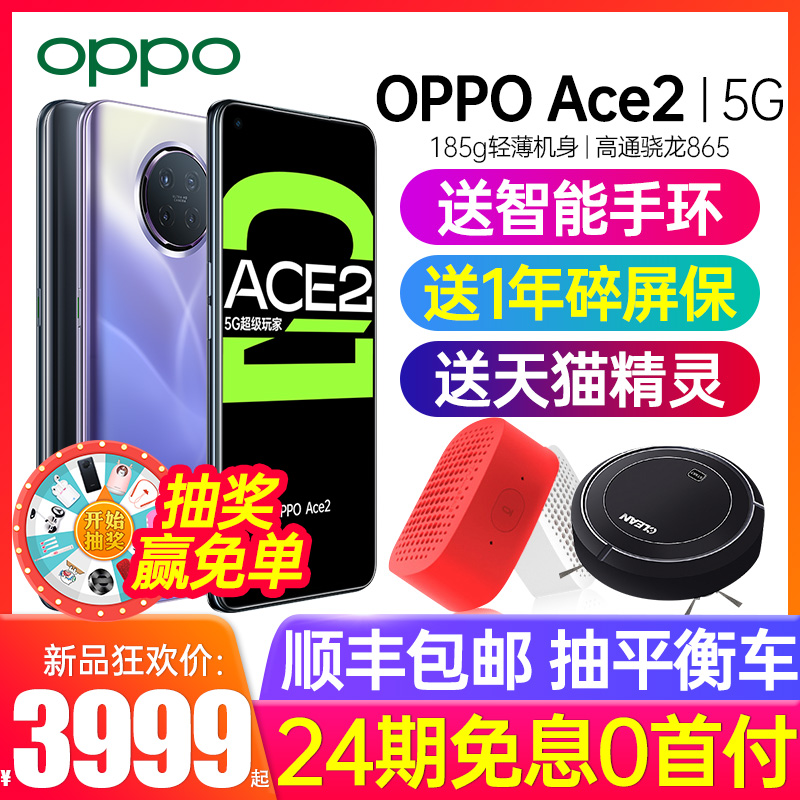 oppo
OPPO Ace2 | 5G
185g轻薄机身 | 高通骁龙865
送智能手环
送1年碎屏保
送天猫精灵
ACE2
5G超级玩家
OPPO Ace2
开始
抽奖
抽奖
赢免单
CLEAN
新品狂欢价:
¥3999起
顺丰包邮 抽平衡车
24期免息0首付